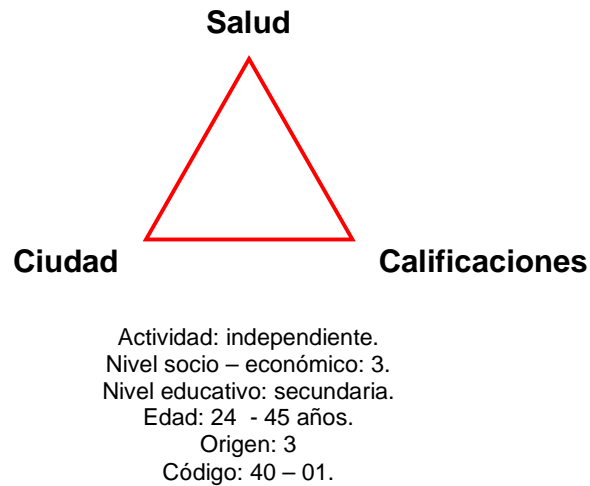 Salud
Ciudad
Calificaciones
Actividad: independiente.
Nivel socio – económico: 3.
Nivel educativo: secundaria.
Edad: 24 - 45 años.
Origen: 3
Código: 40 – 01.